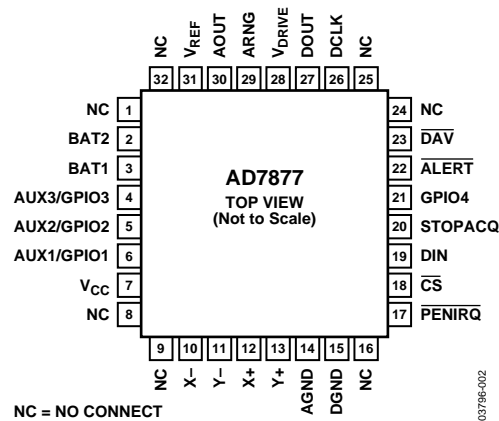 NC
VREF
AOUT
ARNG
VDRIVE
DOUT
DCLK
NC
32 31 30 29 28 27 26 25
NC 1
BAT2 2
BAT1 3
AUX3/GPIO3 4
AUX2/GPIO2 5
AUX1/GPIO1 6
VCC 7
NC 8
AD7877
TOP VIEW
(Not to Scale)
24 NC
23 DAV
22 ALERT
21 GPIO4
20 STOPACQ
19 DIN
18 CS
17 PENIRQ
9 10 11 12 13 14 15 16
NC
X–
Y–
X+
Y+
AGND
DGND
NC
NC = NO CONNECT
03796-002